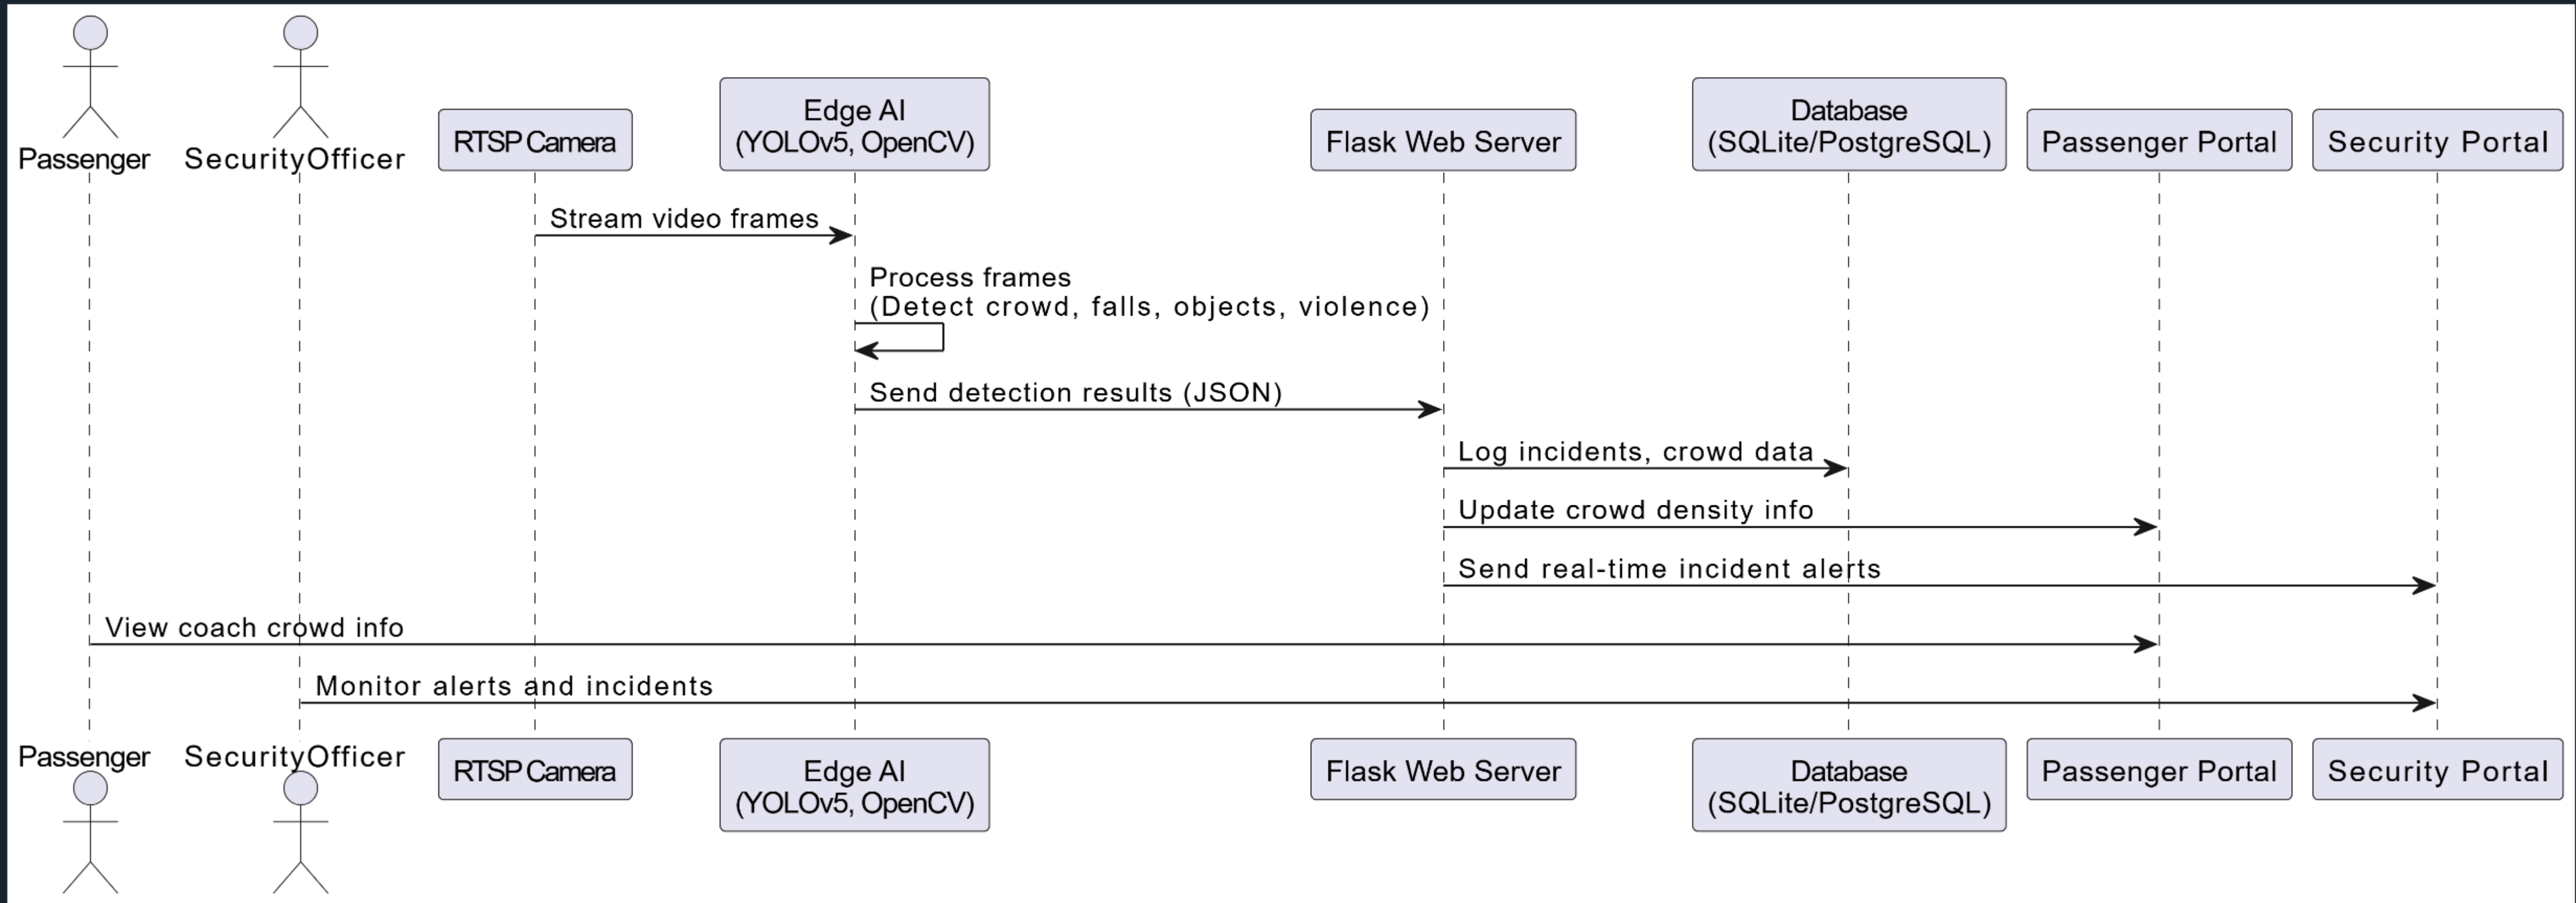 Passenger
SecurityOfficer
RTSP Camera
Edge AI
(YOLOv5, OpenCV)
Flask Web Server
Database
(SQLite/PostgreSQL)
Passenger Portal
Security Portal
Stream video frames
Process frames
(Detect crowd, falls, objects, violence)
Send detection results (JSON)
Log incidents, crowd data
Update crowd density info
Send real-time incident alerts
View coach crowd info
Monitor alerts and incidents
Passenger
SecurityOfficer
RTSP Camera
Edge AI
(YOLOv5, OpenCV)
Flask Web Server
Database
(SQLite/PostgreSQL)
Passenger Portal
Security Portal